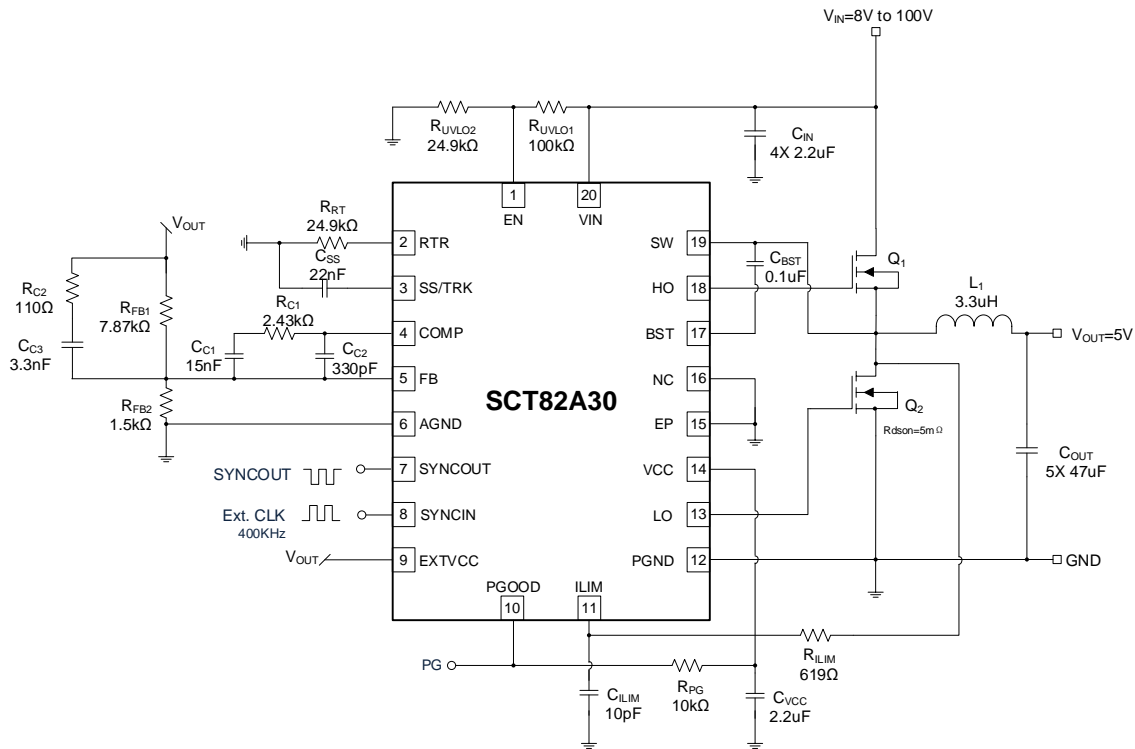 VIN=8V to 100V
RUVLO2
24.9kΩ
RUVLO1
100kΩ
CIN
4X 2.2uF
1
EN
20
VIN
VOUT
RRT
24.9kΩ
2
RTR
CSS
22nF
3
SS/TRK
RC1
2.43kΩ
4
COMP
RC2
110Ω
RFB1
7.87kΩ
CC3
3.3nF
CC1
15nF
CC2
330pF
5
FB
RFB2
1.5kΩ
6
AGND
SYNCOUT
7
SYNCOUT
Ext. CLK
400KHz
8
SYNCIN
VOUT
9
EXTVCC
SCT82A30
SW
19
CBST
0.1uF
HO
18
BST
17
NC
16
EP
15
VCC
14
LO
13
PGND
12
Q1
L1
3.3uH
VOUT=5V
Q2
Rdson=5mΩ
COUT
5X 47uF
GND
PGOOD
10
ILIM
11
PG
CILIM
10pF
RPG
10kΩ
CVCC
2.2uF
RILIM
619Ω